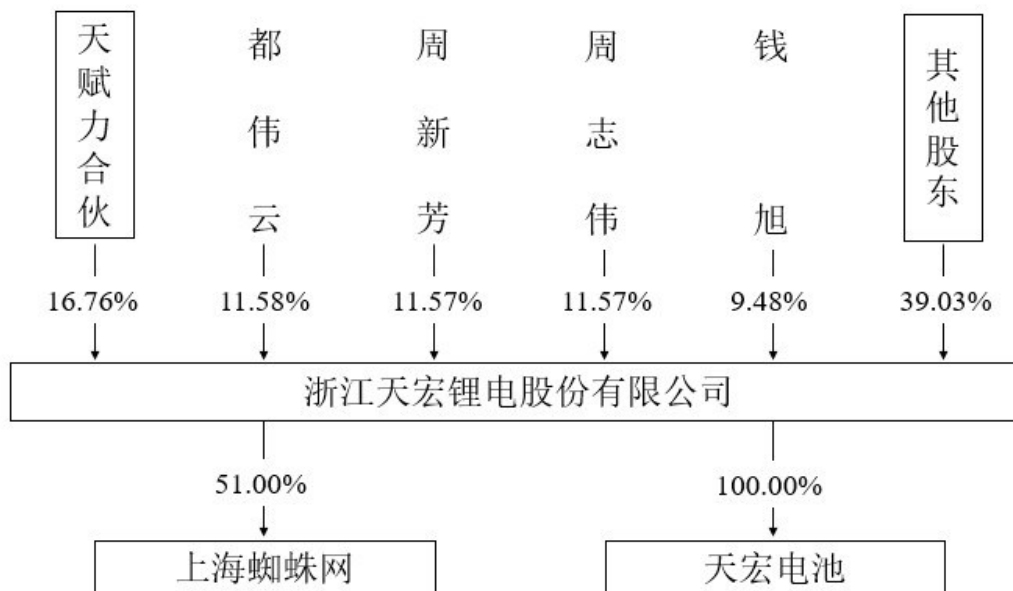 天赋力合伙
都伟云
周新芳
周志伟
钱旭
其他股东
16.76%
11.58%
11.57%
11.57%
9.48%
39.03%
浙江天宏锂电股份有限公司
51.00%
100.00%
上海蜘蛛网
天宏电池